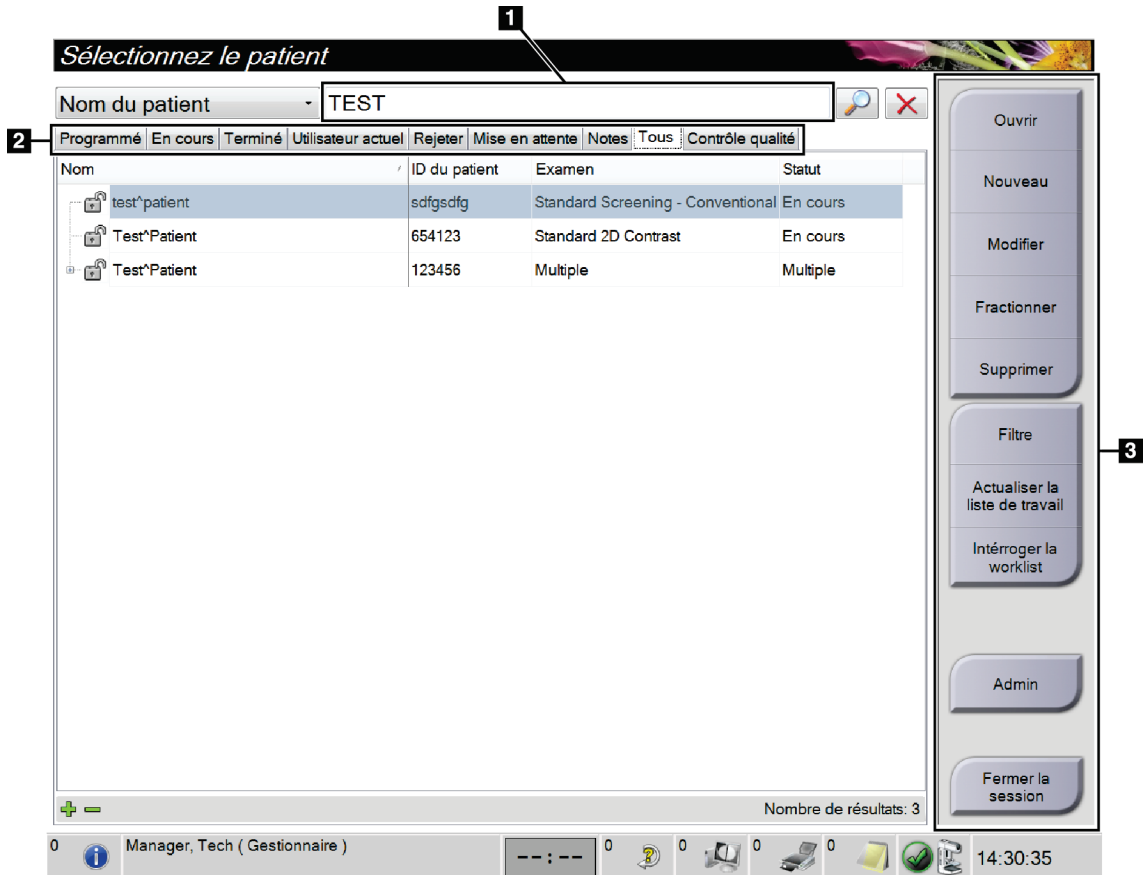 1
Sélectionnez le patient
Nom du patient TEST
2
Programmé En cours Terminé Utilisateur actuel Rejeter Mise en attente Notes Tous Contrôle qualité
Nom ID du patient Examen Statut
test^patient sdfgsdfg Standard Screening - Conventional En cours
Test^Patient 654123 Standard 2D Contrast En cours
Test^Patient 123456 Multiple Multiple
Nombre de résultats: 3
Ouvrir
Nouveau
Modifier
Fractionner
Supprimer
Filtre
3
Actualiser la
liste de travail
Intérroger la
worklist
Admin
Fermer la
session
0 Manager, Tech ( Gestionnaire ) --:-- 0 0 0 0 14:30:35